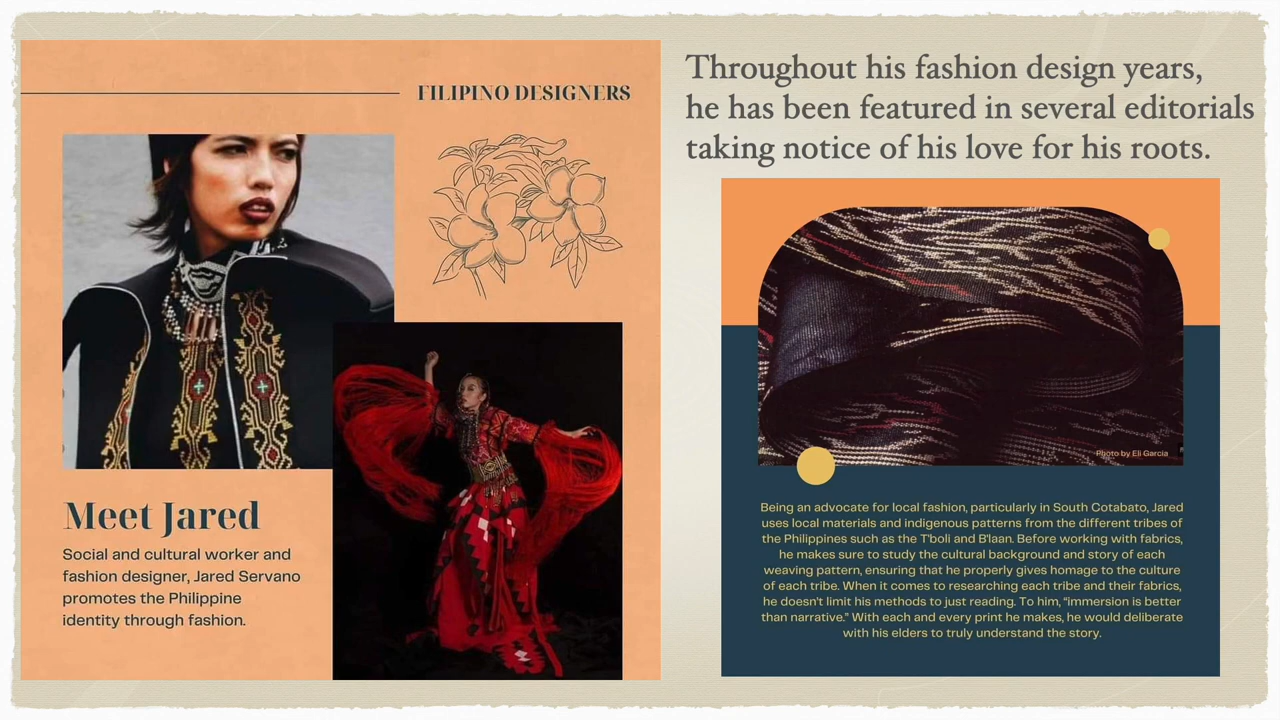 FILIPINO DESIGNERS
Meet Jared
Social and cultural worker and
fashion designer, Jared Servano
promotes the Philippine
identity through fashion.
Throughout his fashion design years,
he has been featured in several editorials
taking notice of his love for his roots.
Photo by Eli Garcia
Being an advocate for local fashion, particularly in South Cotabato, Jared
uses local materials and indigenous patterns from the different tribes of
the Philippines such as the T'boli and B'laan. Before working with fabrics,
he makes sure to study the cultural background and story of each
weaving pattern, ensuring that he properly gives homage to the culture
of each tribe. When it comes to researching each tribe and their fabrics,
he doesn't limit his methods to just reading. To him, "immersion is better
than narrative." With each and every print he makes, he would deliberate
with his elders to truly understand the story.